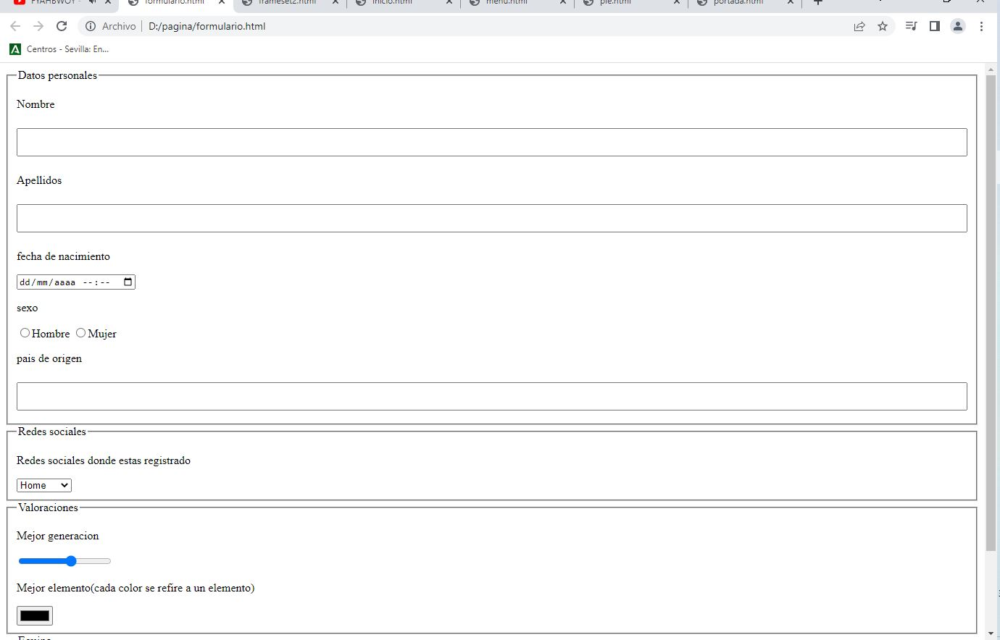 FYAHBWOY - formulario.html frameset2.html inicio.html menu.html pie.html portada.html
Archivo D:/pagina/formulario.html
Centros - Sevilla: En...
Datos personales
Nombre
Apellidos
fecha de nacimiento
dd/mm/aaaa --:--
sexo
Hombre Mujer
pais de origen
Redes sociales
Redes sociales donde estas registrado
Home
Valoraciones
Mejor generacion
Mejor elemento(cada color se refire a un elemento)